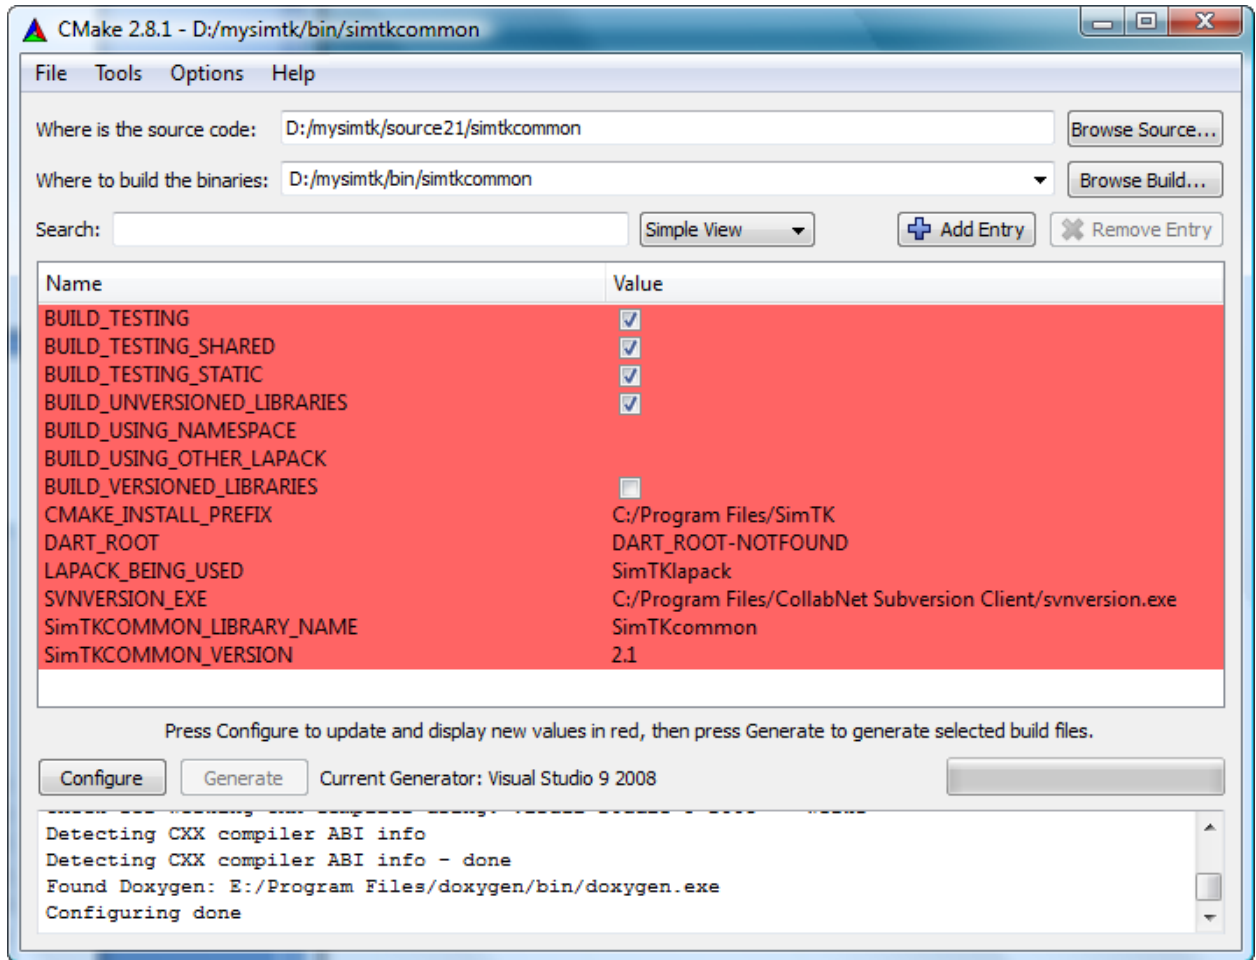 CMake 2.8.1 - D:/mysimtk/bin/simtkcommon
File Tools Options Help
Where is the source code: D:/mysimtk/source21/simtkcommon Browse Source...
Where to build the binaries: D:/mysimtk/bin/simtkcommon Browse Build...
Search: Simple View Add Entry Remove Entry
Name Value
BUILD_TESTING
BUILD_TESTING_SHARED
BUILD_TESTING_STATIC
BUILD_UNVERSIONED_LIBRARIES
BUILD_USING_NAMESPACE
BUILD_USING_OTHER_LAPACK
BUILD_VERSIONED_LIBRARIES
CMAKE_INSTALL_PREFIX C:/Program Files/SimTK
DART_ROOT DART_ROOT-NOTFOUND
LAPACK_BEING_USED SimTKlapack
SVNVERSION_EXE C:/Program Files/CollabNet Subversion Client/svnversion.exe
SimTKCOMMON_LIBRARY_NAME SimTKcommon
SimTKCOMMON_VERSION 2.1
Press Configure to update and display new values in red, then press Generate to generate selected build files.
Configure Generate Current Generator: Visual Studio 9 2008
Detecting CXX compiler ABI info
Detecting CXX compiler ABI info - done
Found Doxygen: E:/Program Files/doxygen/bin/doxygen.exe
Configuring done